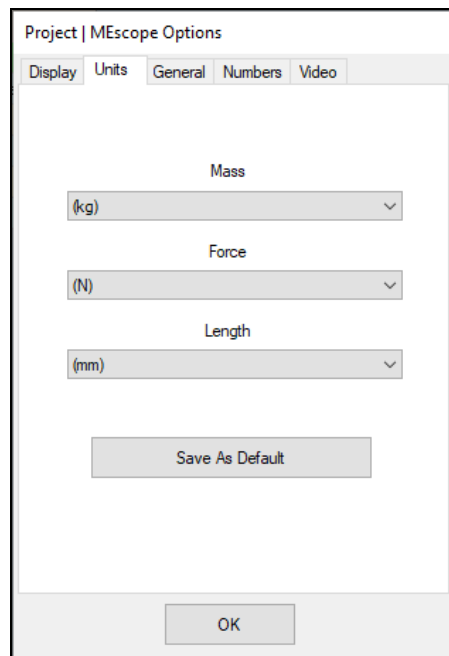 Project | MEscope Options
Display Units General Numbers Video
Mass
(kg)
Force
(N)
Length
(mm)
Save As Default
OK